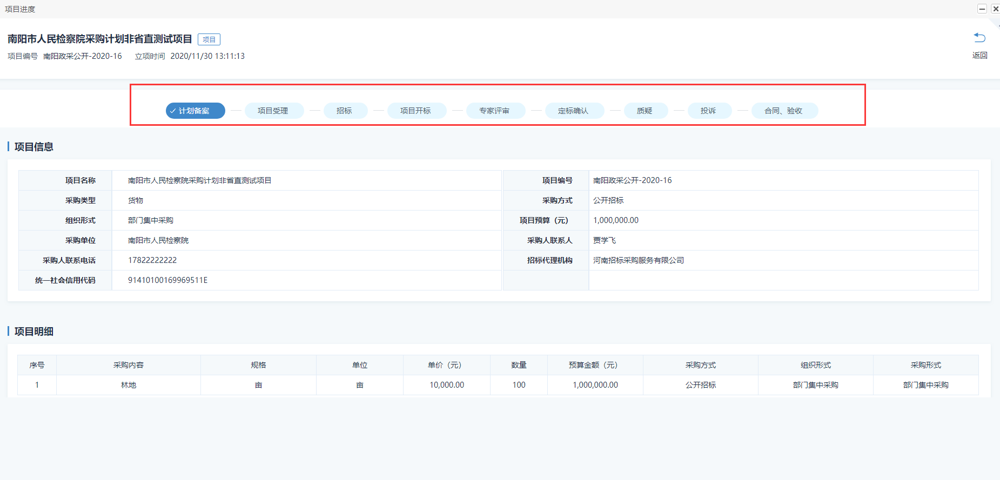 项目进度
南阳市人民检察院采购计划非省直测试项目 项目
项目编号 南阳政采公开-2020-16 立项时间 2020/11/30 13:11:13
返回
计划备案 项目受理 招标 项目开标 专家评审 定标确认 质疑 投诉 合同、验收
项目信息
项目名称 南阳市人民检察院采购计划非省直测试项目 项目编号 南阳政采公开-2020-16
采购类型 货物 采购方式 公开招标
组织形式 部门集中采购 项目预算（元） 1,000,000.00
采购单位 南阳市人民检察院 采购人联系人 贾学飞
采购人联系电话 17822222222 招标代理机构 河南招标采购服务有限公司
统一社会信用代码 91410100169969511E
项目明细
序号 采购内容 规格 单位 单价（元） 数量 预算金额（元） 采购方式 组织形式 采购形式
1 林地 亩 亩 10,000.00 100 1,000,000.00 公开招标 部门集中采购 部门集中采购